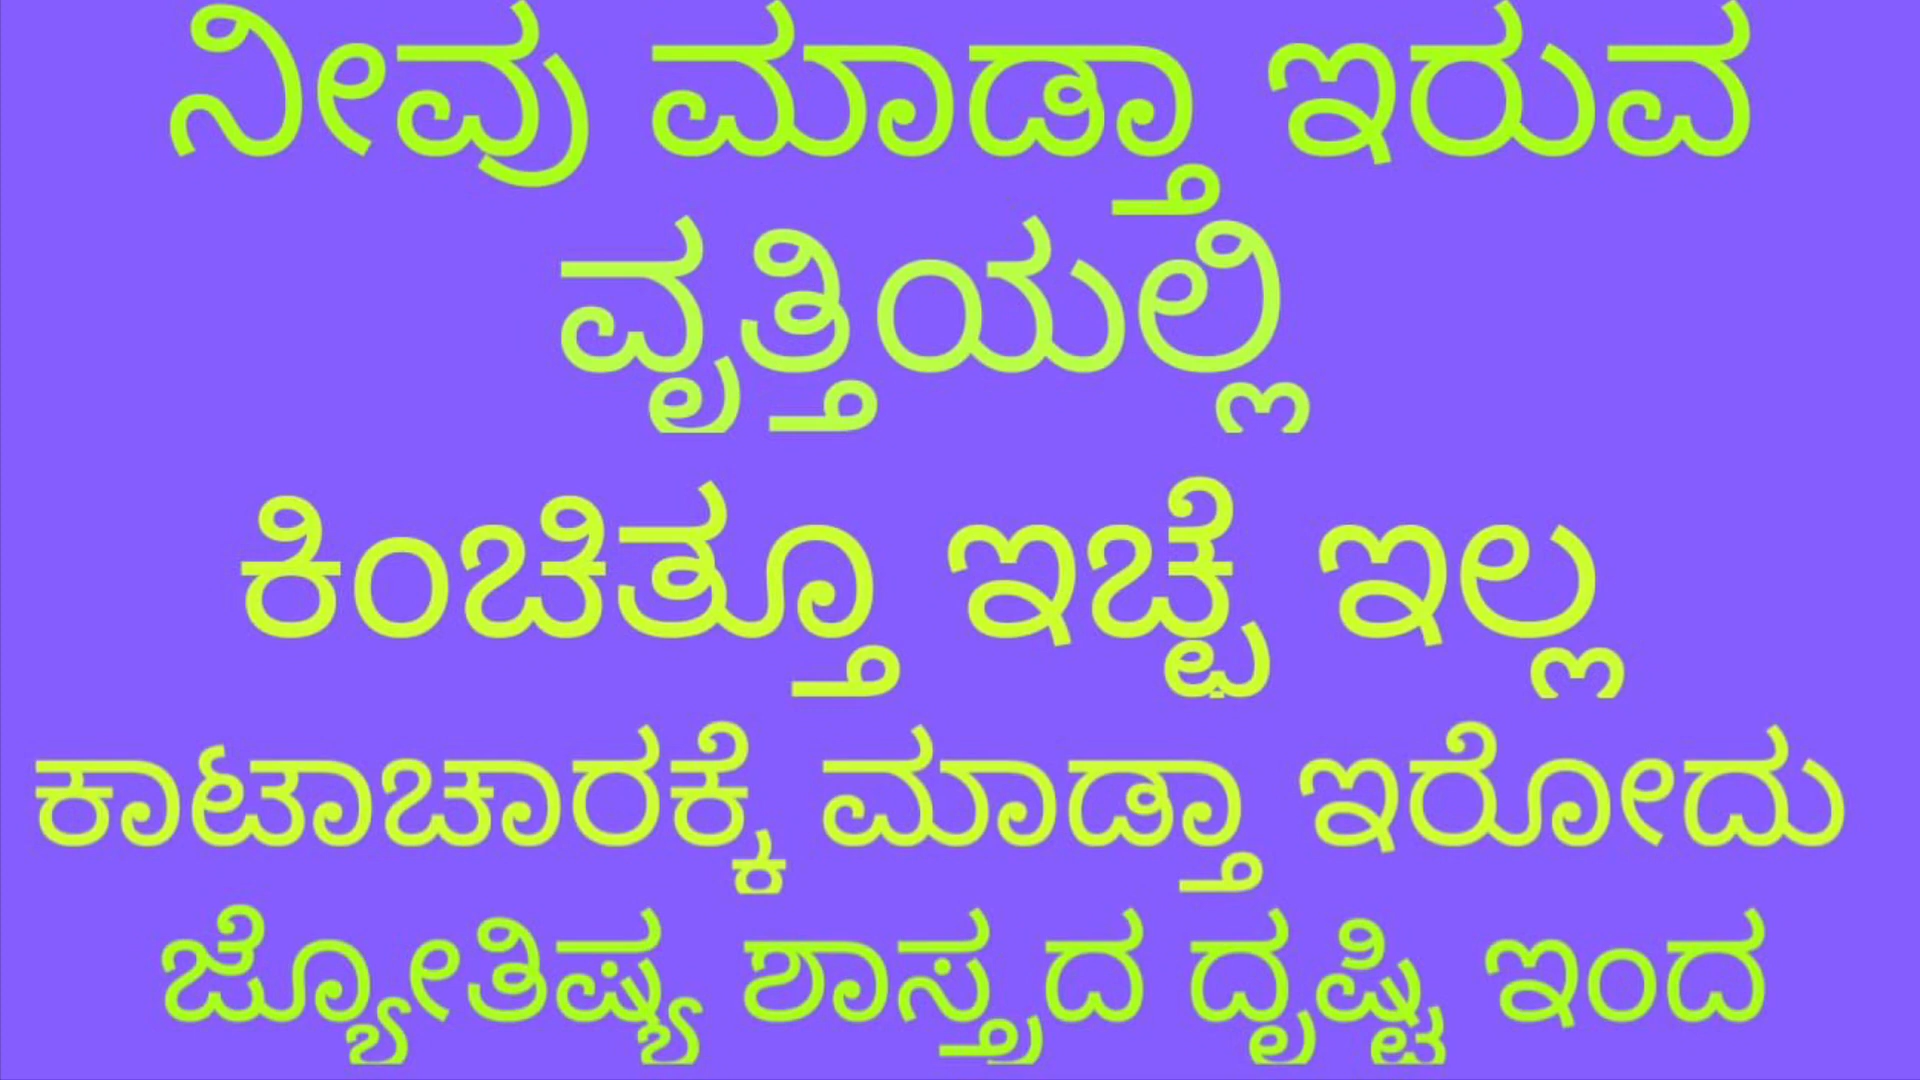 ನೀವು ಮಾಡ್ತಾ ಇರುವ
ವೃತ್ತಿಯಲ್ಲಿ
ಕಿಂಚಿತ್ತೂ ಇಚ್ಛೆ ಇಲ್ಲ
ಕಾಟಾಚಾರಕ್ಕೆ ಮಾಡ್ತಾ ಇರೋದು
ಜ್ಯೋತಿಷ್ಯ ಶಾಸ್ತ್ರದ ದೃಷ್ಟಿ ಇಂದ